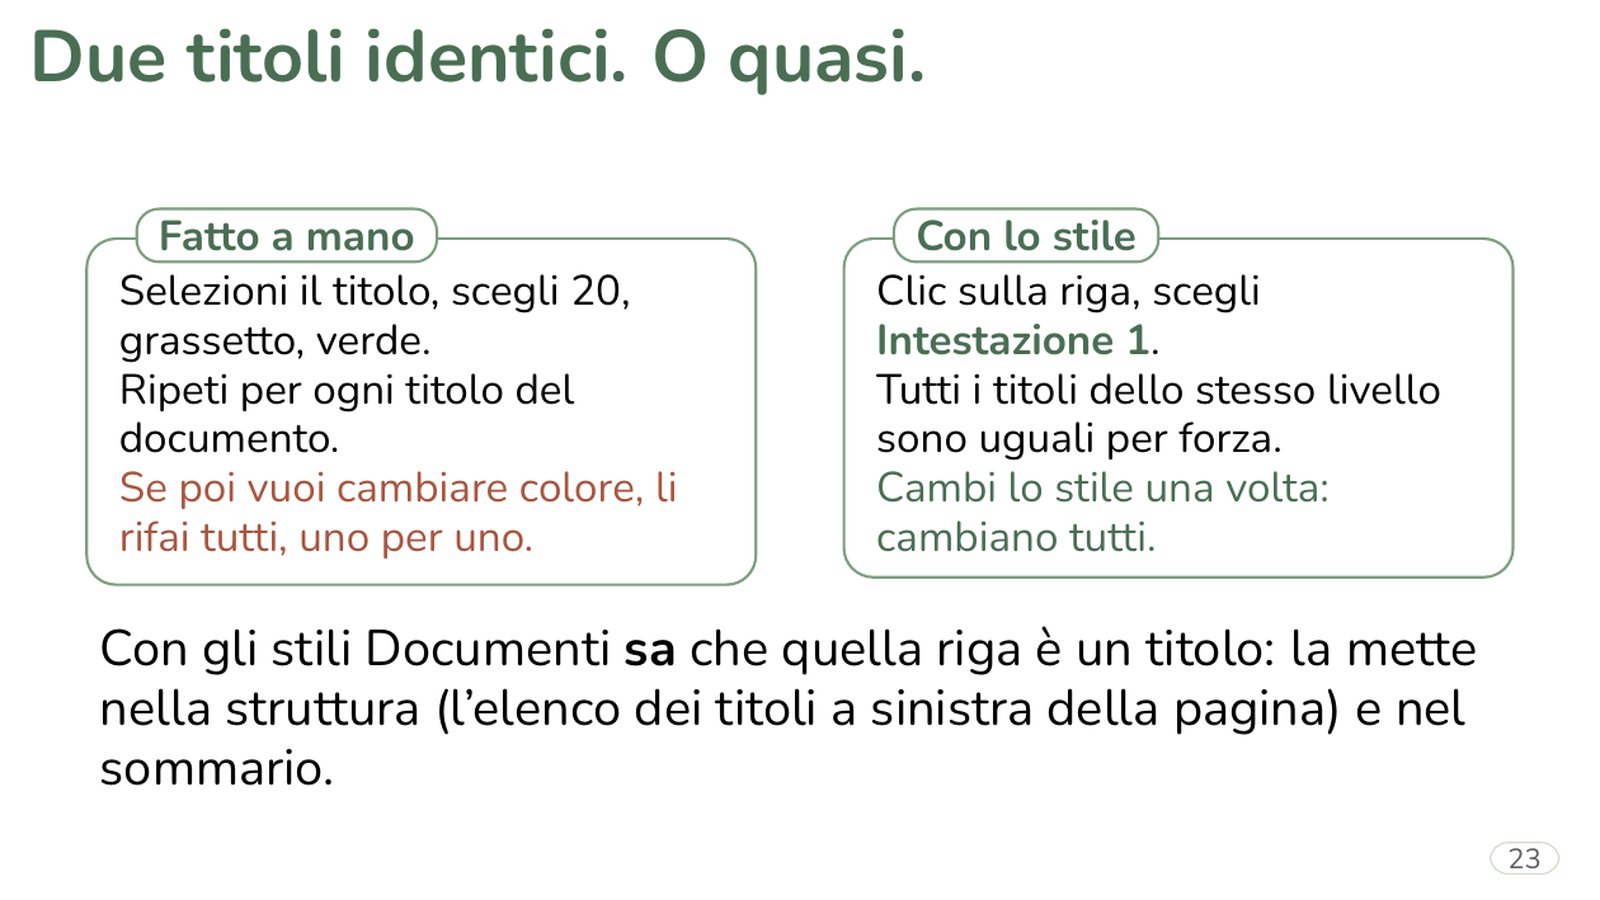 Due titoli identici. O quasi.
Fatto a mano
Selezioni il titolo, scegli 20,
grassetto, verde.
Ripeti per ogni titolo del
documento.
Se poi vuoi cambiare colore, li
rifai tutti, uno per uno.
Con lo stile
Clic sulla riga, scegli
Intestazione 1.
Tutti i titoli dello stesso livello
sono uguali per forza.
Cambi lo stile una volta:
cambiano tutti.
Con gli stili Documenti sa che quella riga è un titolo: la mette
nella struttura (l’elenco dei titoli a sinistra della pagina) e nel
sommario.
23